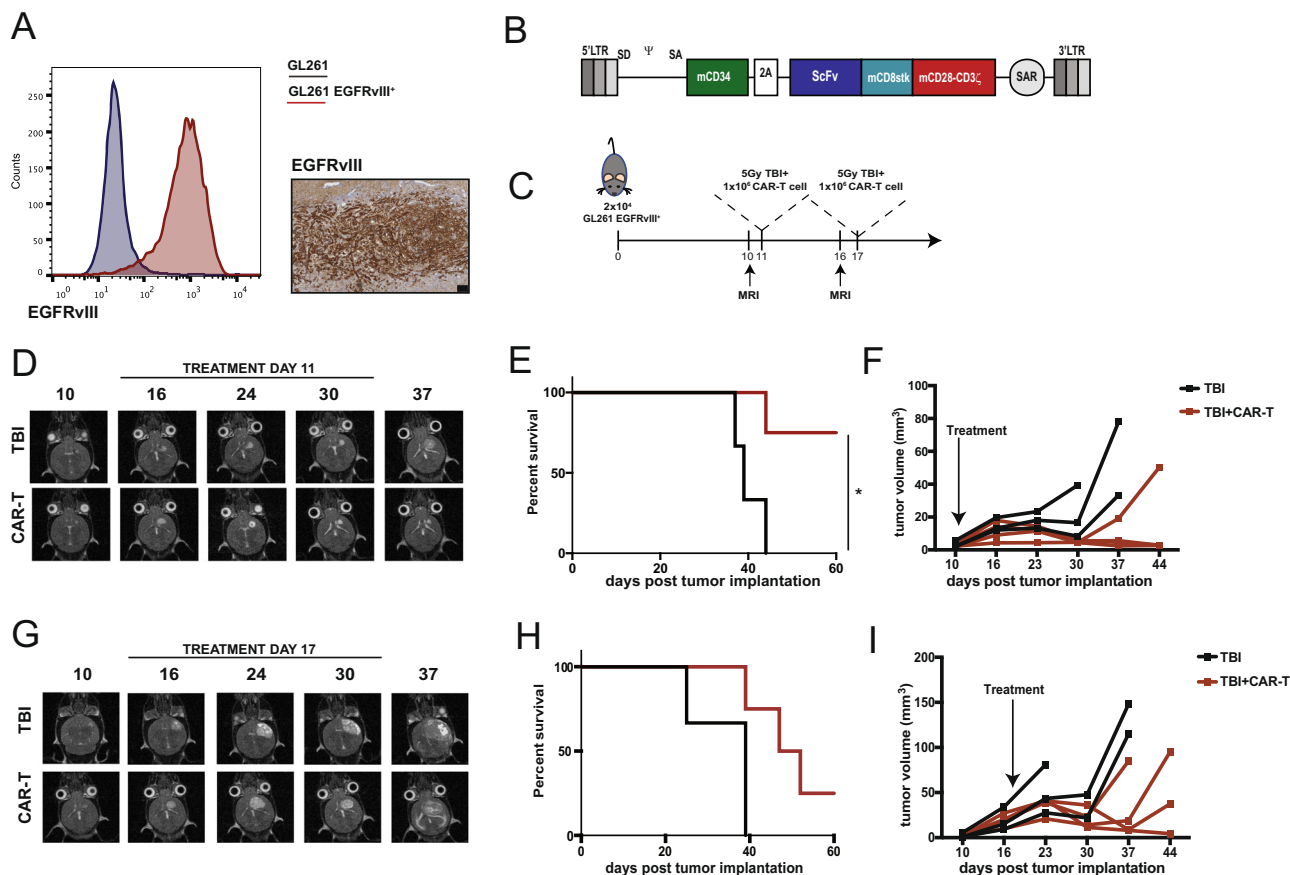 A
GL261
GL261 EGFRvIII⁺
250
200
150
100
50
0
Counts
10⁰ 10¹ 10² 10³ 10⁴
EGFRvIII
EGFRvIII
B
5'LTR SD Ψ SA 3'LTR
mCD34 2A ScFv mCD8stk mCD28-CD3ζ SAR
C
5Gy TBI+ 5Gy TBI+
1x10⁶ CAR-T cell 1x10⁶ CAR-T cell
2x10⁴
GL261 EGFRvIII⁺
0 10 11 16 17
MRI MRI
D
TREATMENT DAY 11
10 16 24 30 37
TBI
CAR-T
E
100
50
0
Percent survival
0 20 40 60
days post tumor implantation
*
F
TBI
TBI+CAR-T
Treatment
100
80
60
40
20
0
tumor volume (mm³)
10 16 23 30 37 44
days post tumor implantation
G
TREATMENT DAY 17
10 16 24 30 37
TBI
CAR-T
H
100
50
0
Percent survival
0 20 40 60
days post tumor implantation
I
TBI
TBI+CAR-T
Treatment
200
150
100
50
0
tumor volume (mm³)
10 16 23 30 37 44
days post tumor implantation